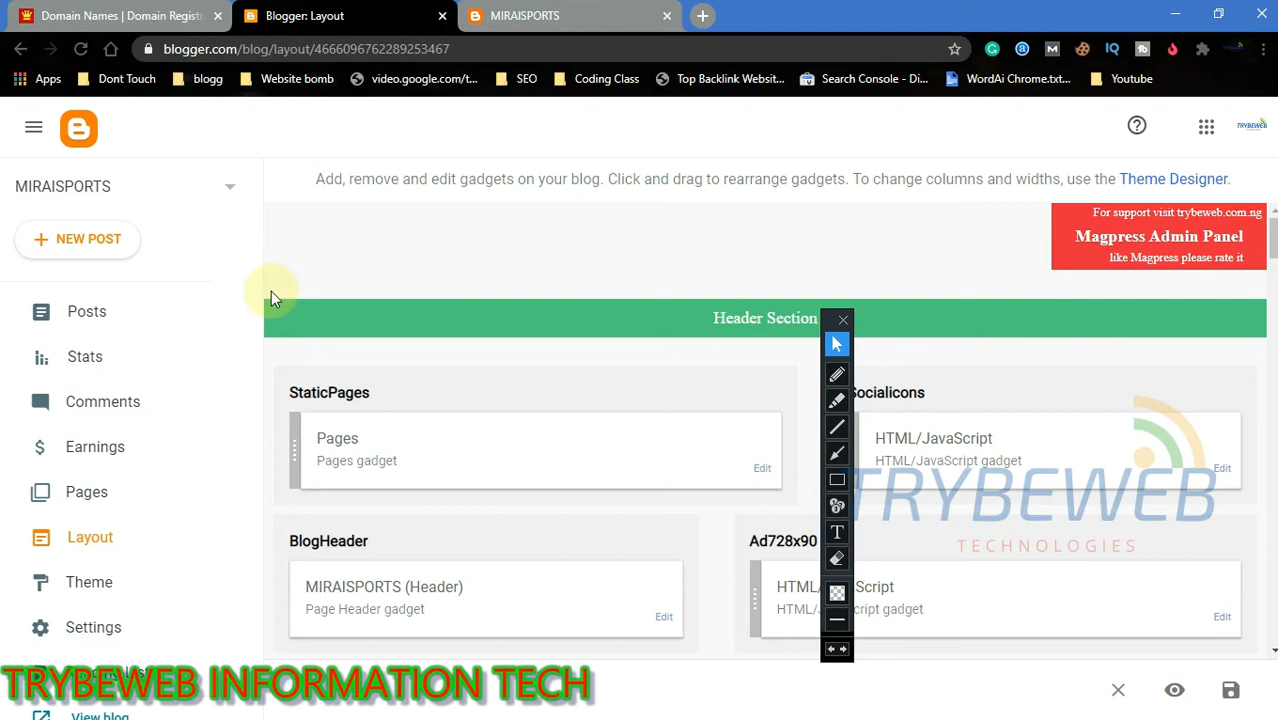 Domain Names | Domain Registr
Blogger: Layout
MIRAISPORTS
blogger.com/blog/layout/4666096762289253467
Apps
Dont Touch
blogg
Website bomb
video.google.com/t...
SEO
Coding Class
Top Backlink Websit...
Search Console - Di...
WordAi Chrome.txt...
Youtube
TRYBEWEB
MIRAISPORTS
Add, remove and edit gadgets on your blog. Click and drag to rearrange gadgets. To change columns and widths, use the Theme Designer.
NEW POST
For support visit trybeweb.com.ng
Magpress Admin Panel
like Magpress please rate it
Posts
Stats
Comments
Earnings
Pages
Layout
Theme
Settings
View blog
Header Section
StaticPages
Pages
Pages gadget
Edit
Socialicons
HTML/JavaScript
HTML/JavaScript gadget
Edit
BlogHeader
MIRAISPORTS (Header)
Page Header gadget
Edit
Ad728x90
Edit
T
TRYBEWEB
TECHNOLOGIES
TRYBEWEB INFORMATION TECH